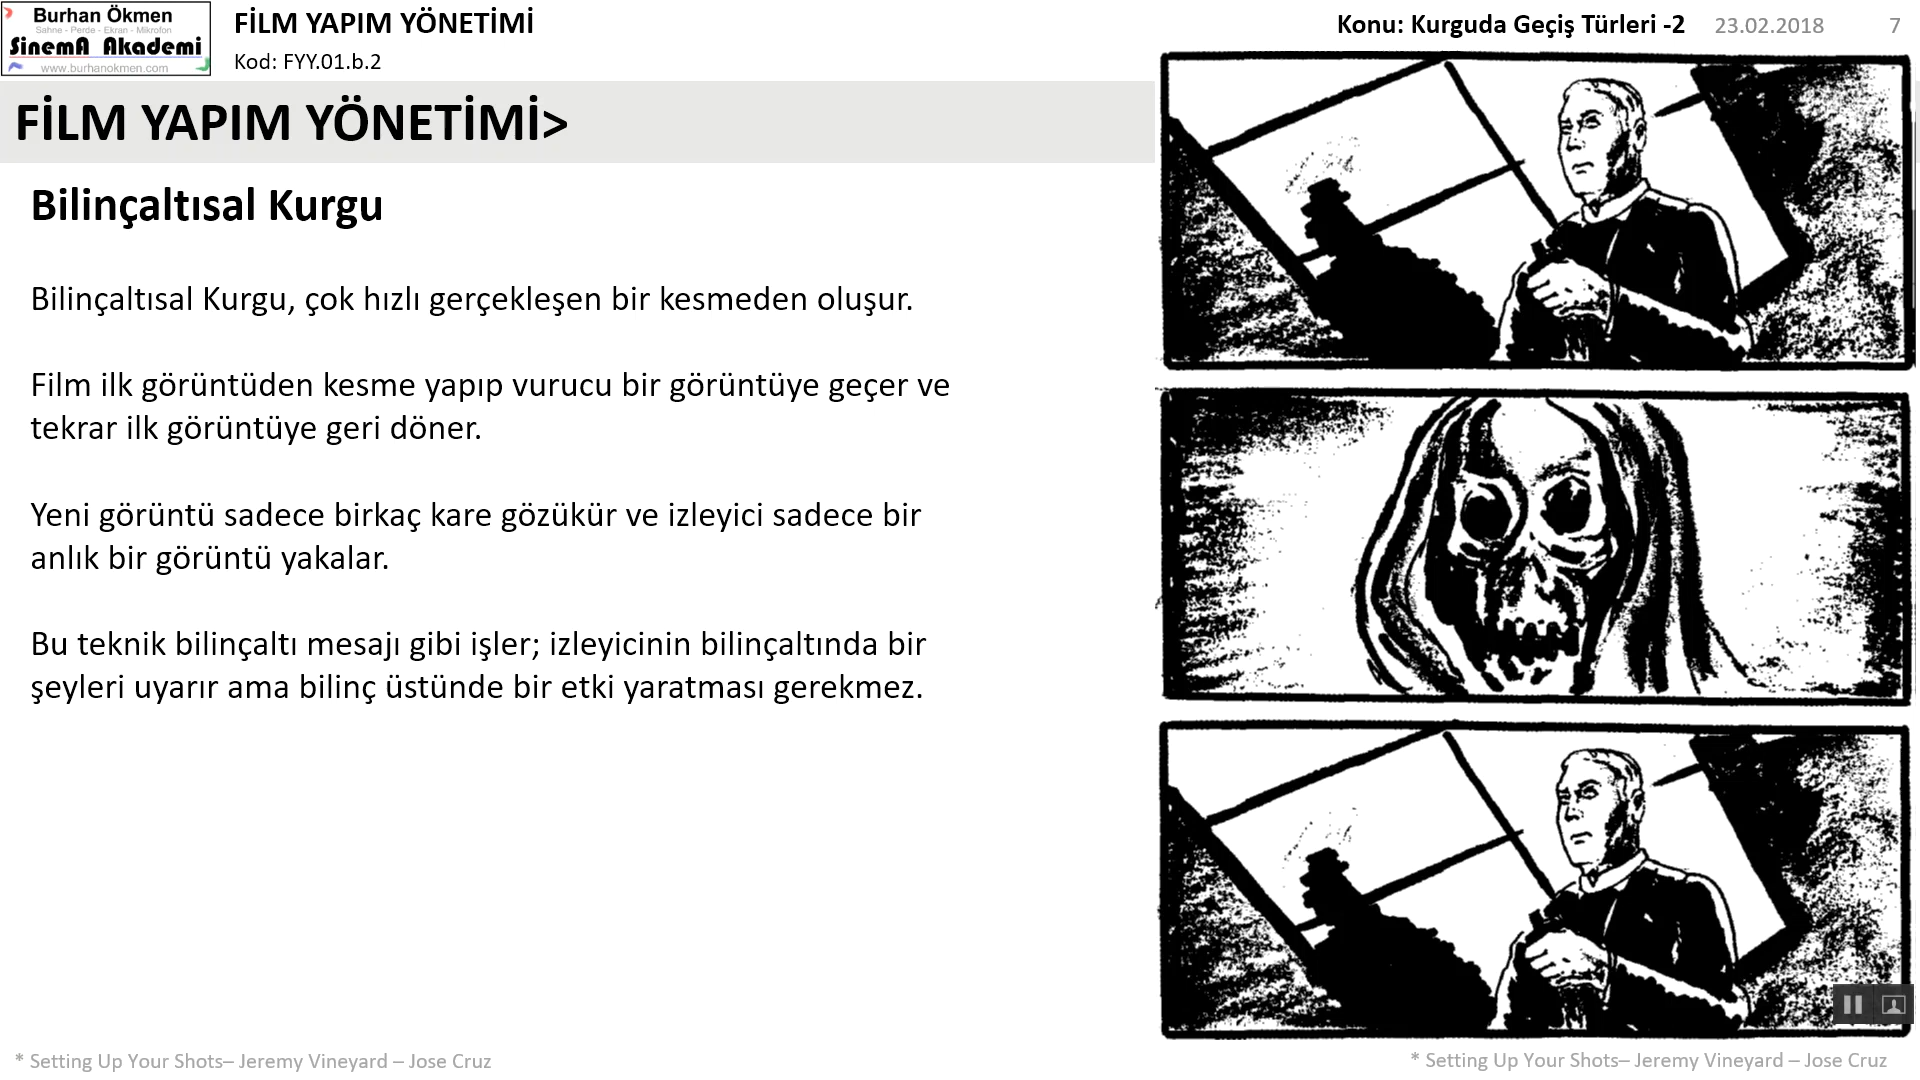 Burhan Ökmen
Sahne - Perde - Ekran - Mikrofon
SinemA Akademi
www.burhanokmen.com
FİLM YAPIM YÖNETİMİ
Kod: FYY.01.b.2
Konu: Kurguda Geçiş Türleri -2 23.02.2018 7
FİLM YAPIM YÖNETİMİ>
Bilinçaltısal Kurgu
Bilinçaltısal Kurgu, çok hızlı gerçekleşen bir kesmeden oluşur.
Film ilk görüntüden kesme yapıp vurucu bir görüntüye geçer ve
tekrar ilk görüntüye geri döner.
Yeni görüntü sadece birkaç kare gözükür ve izleyici sadece bir
anlık bir görüntü yakalar.
Bu teknik bilinçaltı mesajı gibi işler; izleyicinin bilinçaltında bir
şeyleri uyarır ama bilinç üstünde bir etki yaratması gerekmez.
* Setting Up Your Shots– Jeremy Vineyard – Jose Cruz
* Setting Up Your Shots– Jeremy Vineyard – Jose Cruz